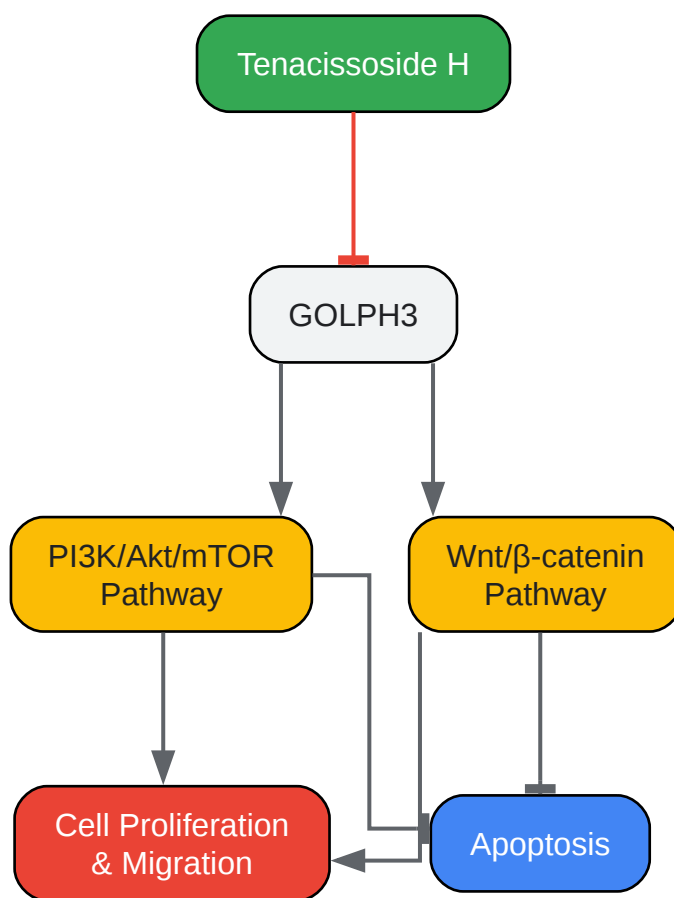 Tenacissoside H
GOLPH3
PI3K/Akt/mTOR
Pathway
Wnt/β-catenin
Pathway
Cell Proliferation
& Migration
Apoptosis